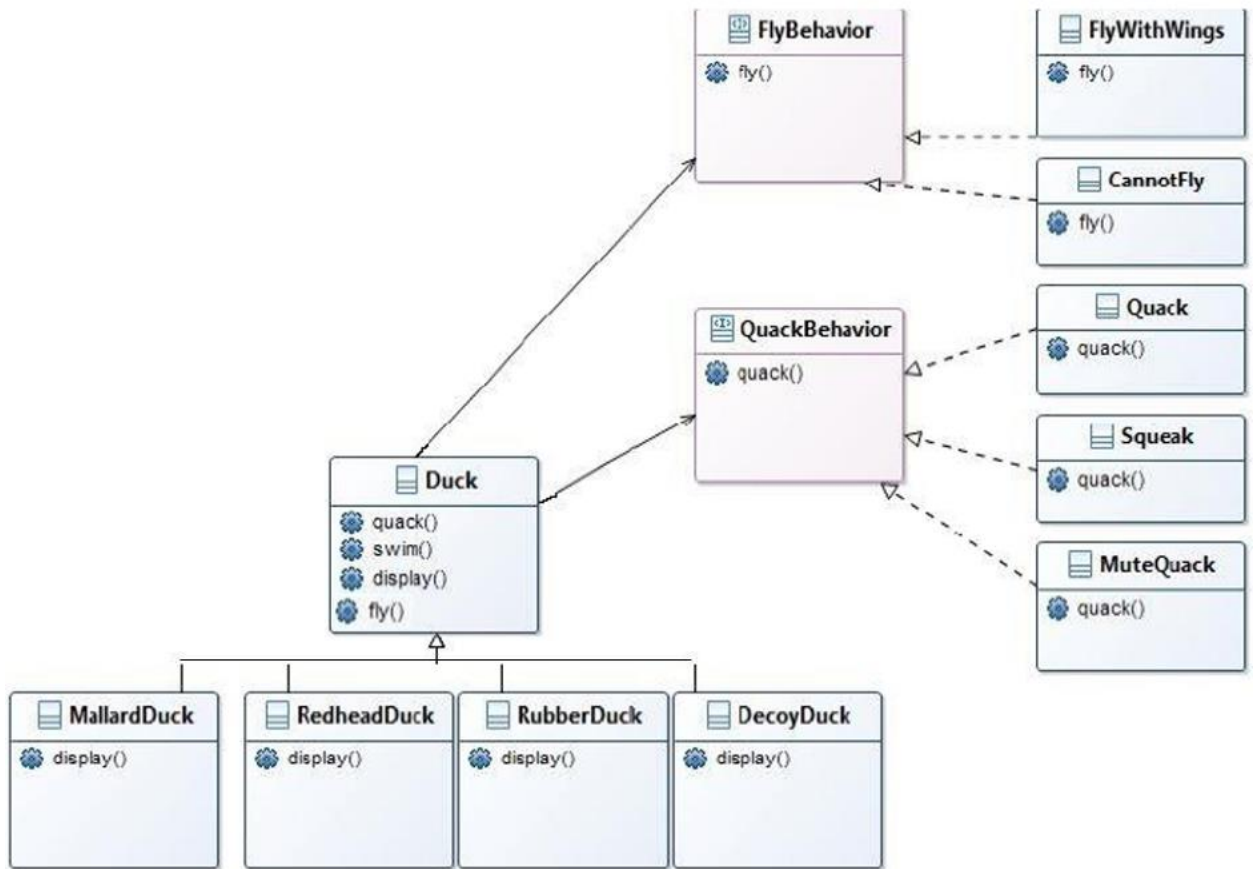 FlyBehavior
fly()
FlyWithWings
fly()
CannotFly
fly()
QuackBehavior
quack()
Quack
quack()
Squeak
quack()
MuteQuack
quack()
Duck
quack()
swim()
display()
fly()
MallardDuck
display()
RedheadDuck
display()
RubberDuck
display()
DecoyDuck
display()